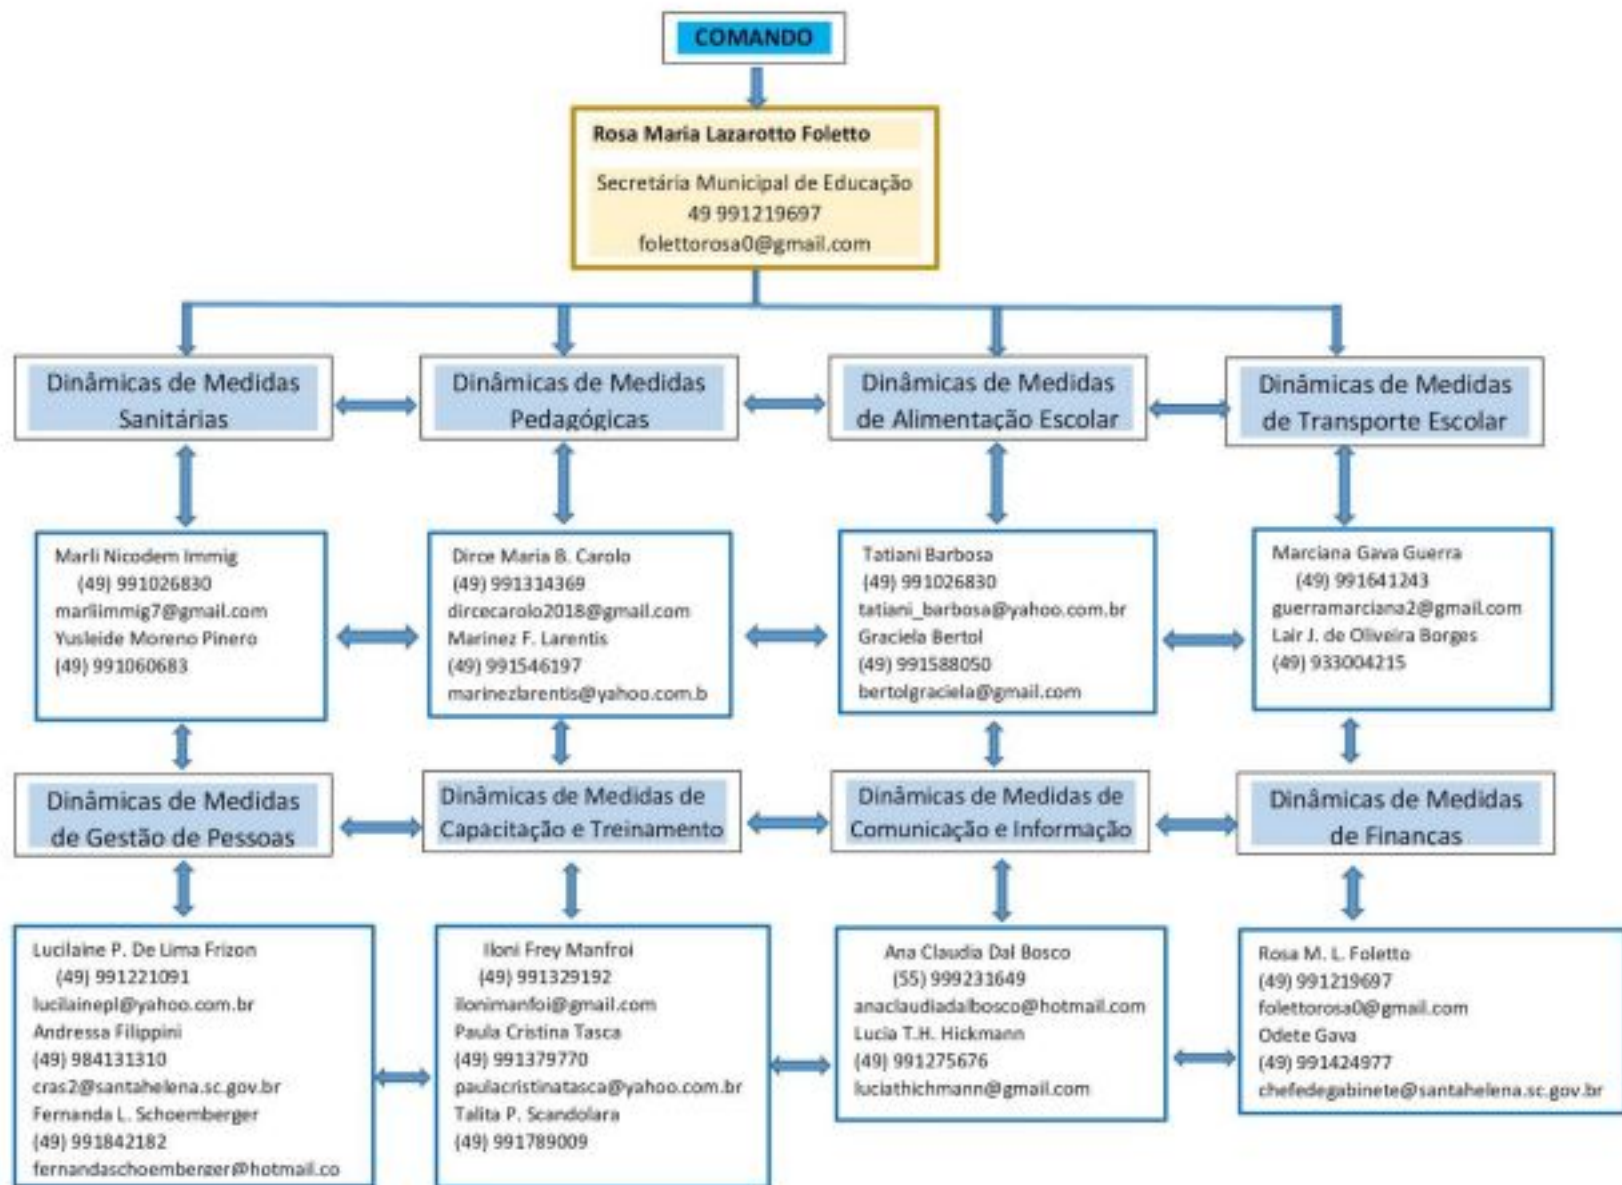 COMANDO
Rosa Maria Lazarotto Foletto
Secretária Municipal de Educação
49 991219697
folettorosa0@gmail.com
Dinâmicas de Medidas
Sanitárias
Dinâmicas de Medidas
Pedagógicas
Dinâmicas de Medidas
de Alimentação Escolar
Dinâmicas de Medidas
de Transporte Escolar
Marli Nicodem Immig
(49) 991026830
marliimmig7@gmail.com
Yusleide Moreno Pinero
(49) 991060683
Dirce Maria B. Carolo
(49) 991314369
dircecarolo2018@gmail.com
Marinez F. Larentis
(49) 991546197
marinezlarentis@yahoo.com.b
Tatiani Barbosa
(49) 991026830
tatiani_barbosa@yahoo.com.br
Graciela Bertol
(49) 991588050
bertolgraciela@gmail.com
Marciana Gava Guerra
(49) 991641243
guerramarciana2@gmail.com
Lair J. de Oliveira Borges
(49) 933004215
Dinâmicas de Medidas
de Gestão de Pessoas
Dinâmicas de Medidas de
Capacitação e Treinamento
Dinâmicas de Medidas de
Comunicação e Informação
Dinâmicas de Medidas
de Finanças
Lucilaine P. De Lima Frizon
(49) 991221091
lucilainepl@yahoo.com.br
Andressa Filippini
(49) 984131310
cras2@santahelena.sc.gov.br
Fernanda L. Schoemberger
(49) 991842182
fernandaschoemberger@hotmail.co
Iloni Frey Manfroi
(49) 991329192
ilonimanfoi@gmail.com
Paula Cristina Tasca
(49) 991379770
paulacristinatasca@yahoo.com.br
Talita P. Scandolara
(49) 991789009
Ana Claudia Dal Bosco
(55) 999231649
anaclaudiadalbosco@hotmail.com
Lucia T.H. Hickmann
(49) 991275676
luciathichmann@gmail.com
Rosa M. L. Foletto
(49) 991219697
folettorosa0@gmail.com
Odete Gava
(49) 991424977
chefedegabinete@santahelena.sc.gov.br